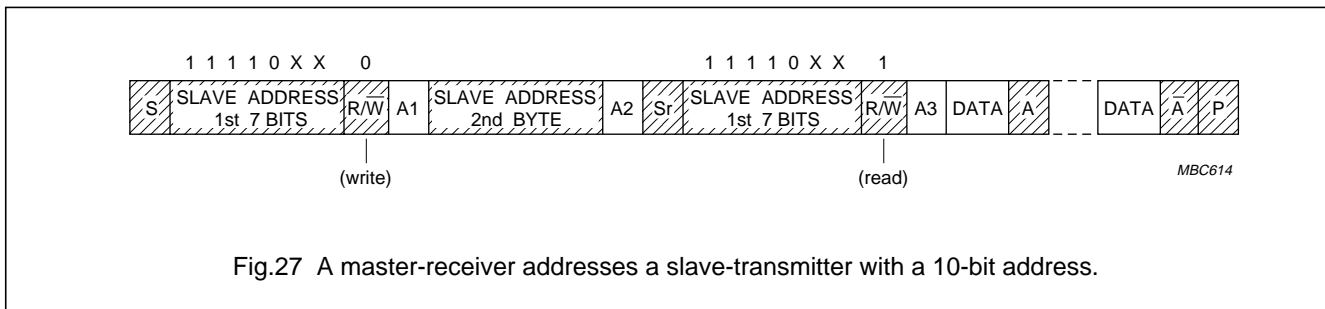 1 1 1 1 0 X X 0 1 1 1 1 0 X X 1
S SLAVE ADDRESS 1st 7 BITS R/W̅ A1 SLAVE ADDRESS 2nd BYTE A2 Sr SLAVE ADDRESS 1st 7 BITS R/W̅ A3 DATA A DATA A̅ P
(write) (read)
MBC614
Fig.27 A master-receiver addresses a slave-transmitter with a 10-bit address.